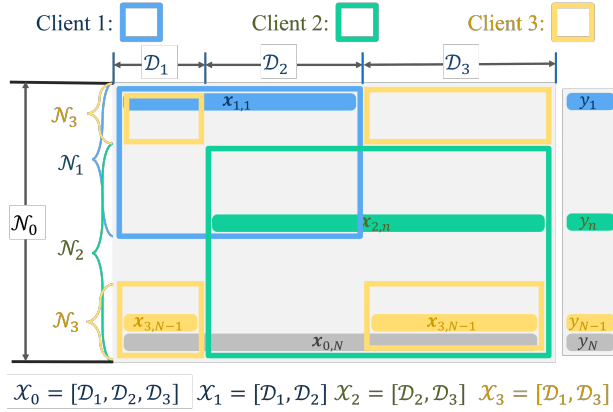 Client 1: Client 2: Client 3:
𝒟₁ 𝒟₂ 𝒟₃
𝒙₁,₁ y₁
𝒩₃
𝒩₁
𝒩₀ 𝒙₂,ₙ yₙ
𝒩₂
𝒩₃ 𝒙₃,N−1 𝒙₃,N−1 y_N−1
𝒙₀,N y_N
𝒳₀ = [𝒟₁, 𝒟₂, 𝒟₃] 𝒳₁ = [𝒟₁, 𝒟₂] 𝒳₂ = [𝒟₂, 𝒟₃] 𝒳₃ = [𝒟₁, 𝒟₃]